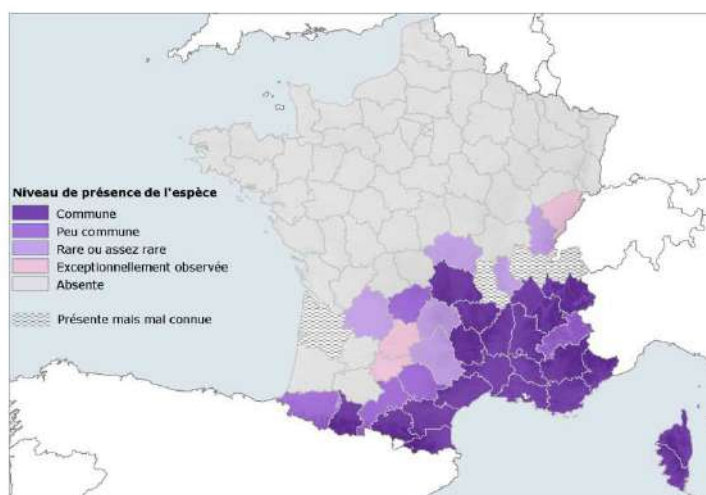 Niveau de présence de l'espèce
Commune
Peu commune
Rare ou assez rare
Exceptionnellement observée
Absente
Présente mais mal connue